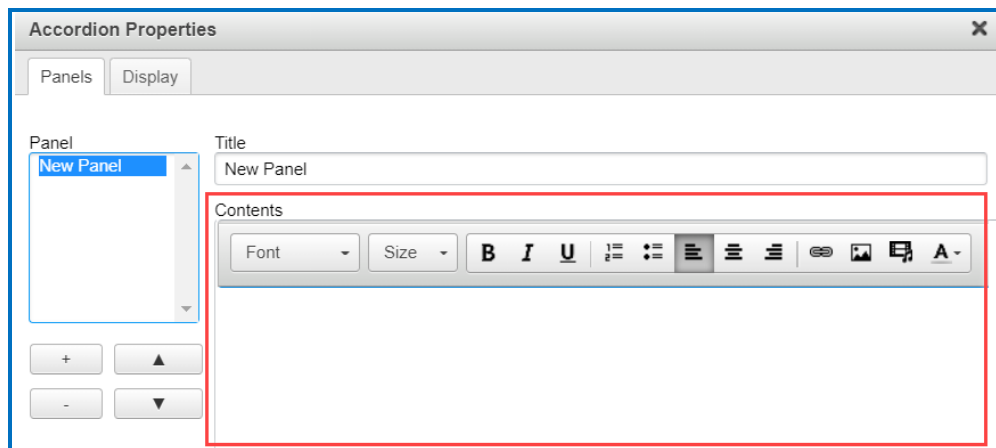 Accordion Properties
Panels Display
Panel
New Panel
Title
New Panel
Contents
Font Size B I U A
+ ▲
- ▼